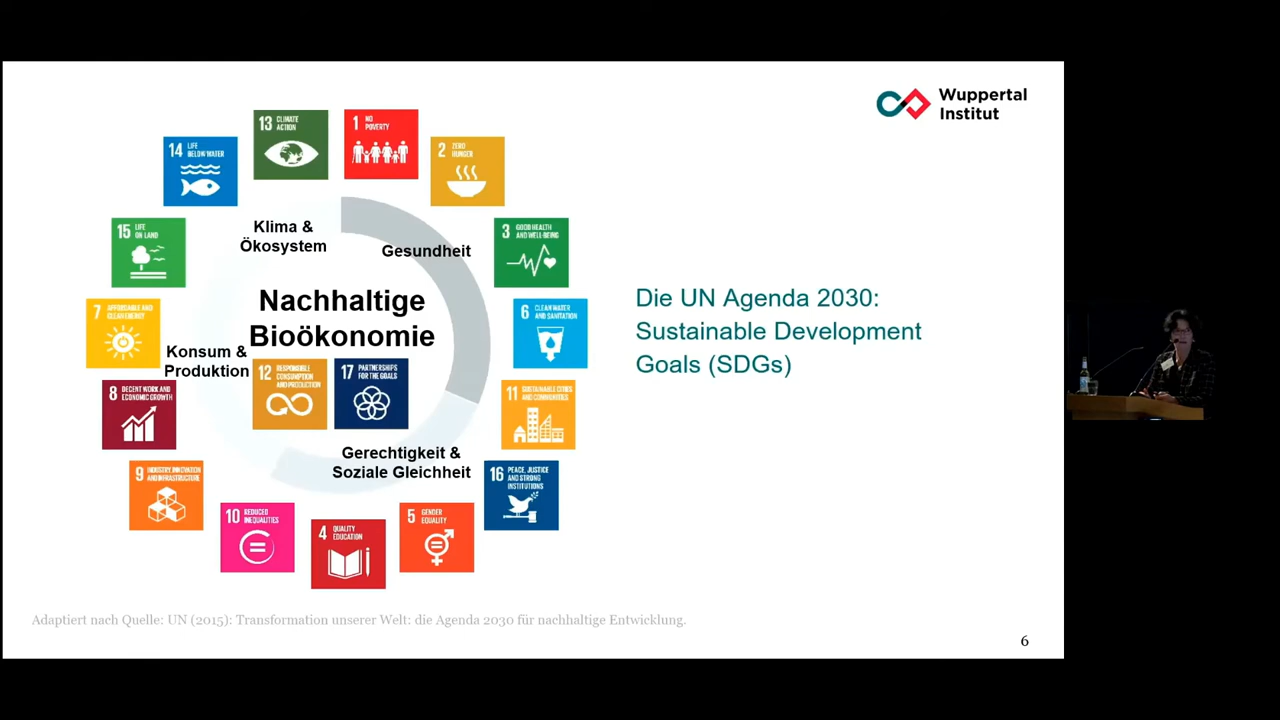 Wuppertal
Institut
13 CLIMATE
ACTION
1 NO
POVERTY
2 ZERO
HUNGER
14 LIFE
BELOW WATER
3 GOOD HEALTH
AND WELL-BEING
15 LIFE
ON LAND
Klima &
Ökosystem
Gesundheit
7 AFFORDABLE AND
CLEAN ENERGY
6 CLEAN WATER
AND SANITATION
Nachhaltige
Bioökonomie
Die UN Agenda 2030:
Sustainable Development
Goals (SDGs)
Konsum &
Produktion
12 RESPONSIBLE
CONSUMPTION
AND PRODUCTION
17 PARTNERSHIPS
FOR THE GOALS
8 DECENT WORK AND
ECONOMIC GROWTH
11 SUSTAINABLE CITIES
AND COMMUNITIES
Gerechtigkeit &
Soziale Gleichheit
9 INDUSTRY, INNOVATION
AND INFRASTRUCTURE
16 PEACE, JUSTICE
AND STRONG
INSTITUTIONS
10 REDUCED
INEQUALITIES
4 QUALITY
EDUCATION
5 GENDER
EQUALITY
Adaptiert nach Quelle: UN (2015): Transformation unserer Welt: die Agenda 2030 für nachhaltige Entwicklung.
6